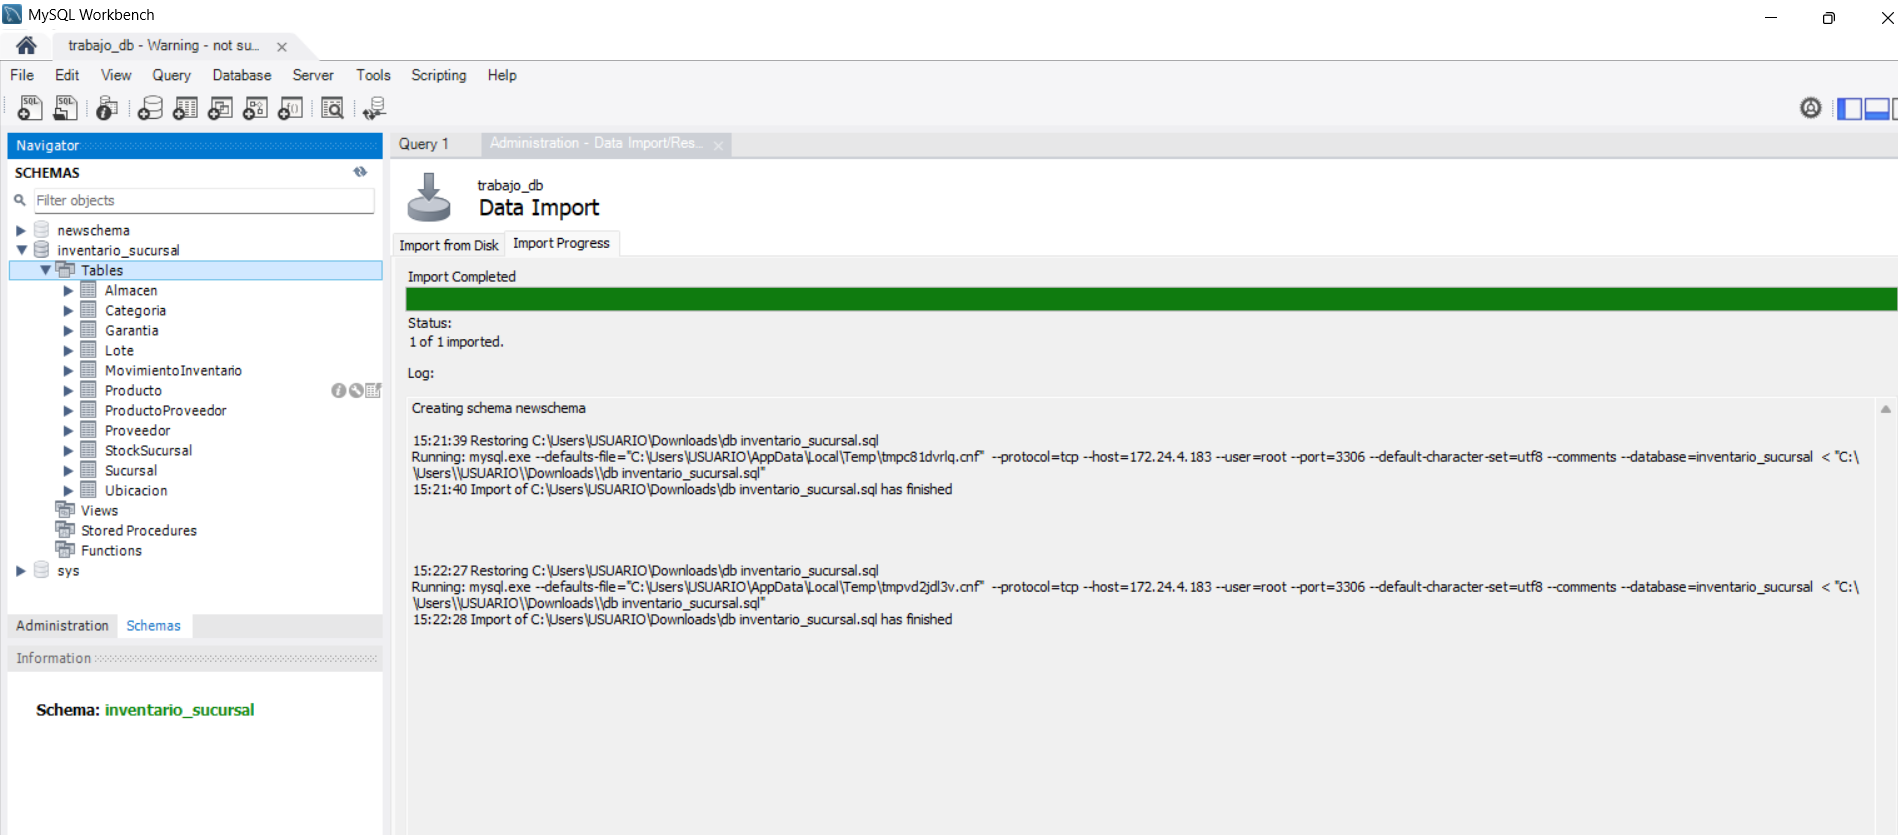 MySQL Workbench
trabajo_db - Warning - not su...
File Edit View Query Database Server Tools Scripting Help
SQL SQL
Navigator
SCHEMAS
Filter objects
newschema
inventario_sucursal
Tables
Almacen
Categoria
Garantia
Lote
MovimientoInventario
Producto
ProductoProveedor
Proveedor
StockSucursal
Sucursal
Ubicacion
Views
Stored Procedures
Functions
sys
Administration Schemas
Information
Schema: inventario_sucursal
Query 1 Administration - Data Import/Res...
trabajo_db
Data Import
Import from Disk Import Progress
Import Completed
Status:
1 of 1 imported.
Log:
Creating schema newschema
15:21:39 Restoring C:\Users\USUARIO\Downloads\db inventario_sucursal.sql
Running: mysql.exe --defaults-file="C:\Users\USUARIO\AppData\Local\Temp\tmpc81dvrlq.cnf" --protocol=tcp --host=172.24.4.183 --user=root --port=3306 --default-character-set=utf8 --comments --database=inventario_sucursal < "C:\
\Users\\USUARIO\\Downloads\\db inventario_sucursal.sql"
15:21:40 Import of C:\Users\USUARIO\Downloads\db inventario_sucursal.sql has finished
15:22:27 Restoring C:\Users\USUARIO\Downloads\db inventario_sucursal.sql
Running: mysql.exe --defaults-file="C:\Users\USUARIO\AppData\Local\Temp\tmpvd2jdl3v.cnf" --protocol=tcp --host=172.24.4.183 --user=root --port=3306 --default-character-set=utf8 --comments --database=inventario_sucursal < "C:\
\Users\\USUARIO\\Downloads\\db inventario_sucursal.sql"
15:22:28 Import of C:\Users\USUARIO\Downloads\db inventario_sucursal.sql has finished